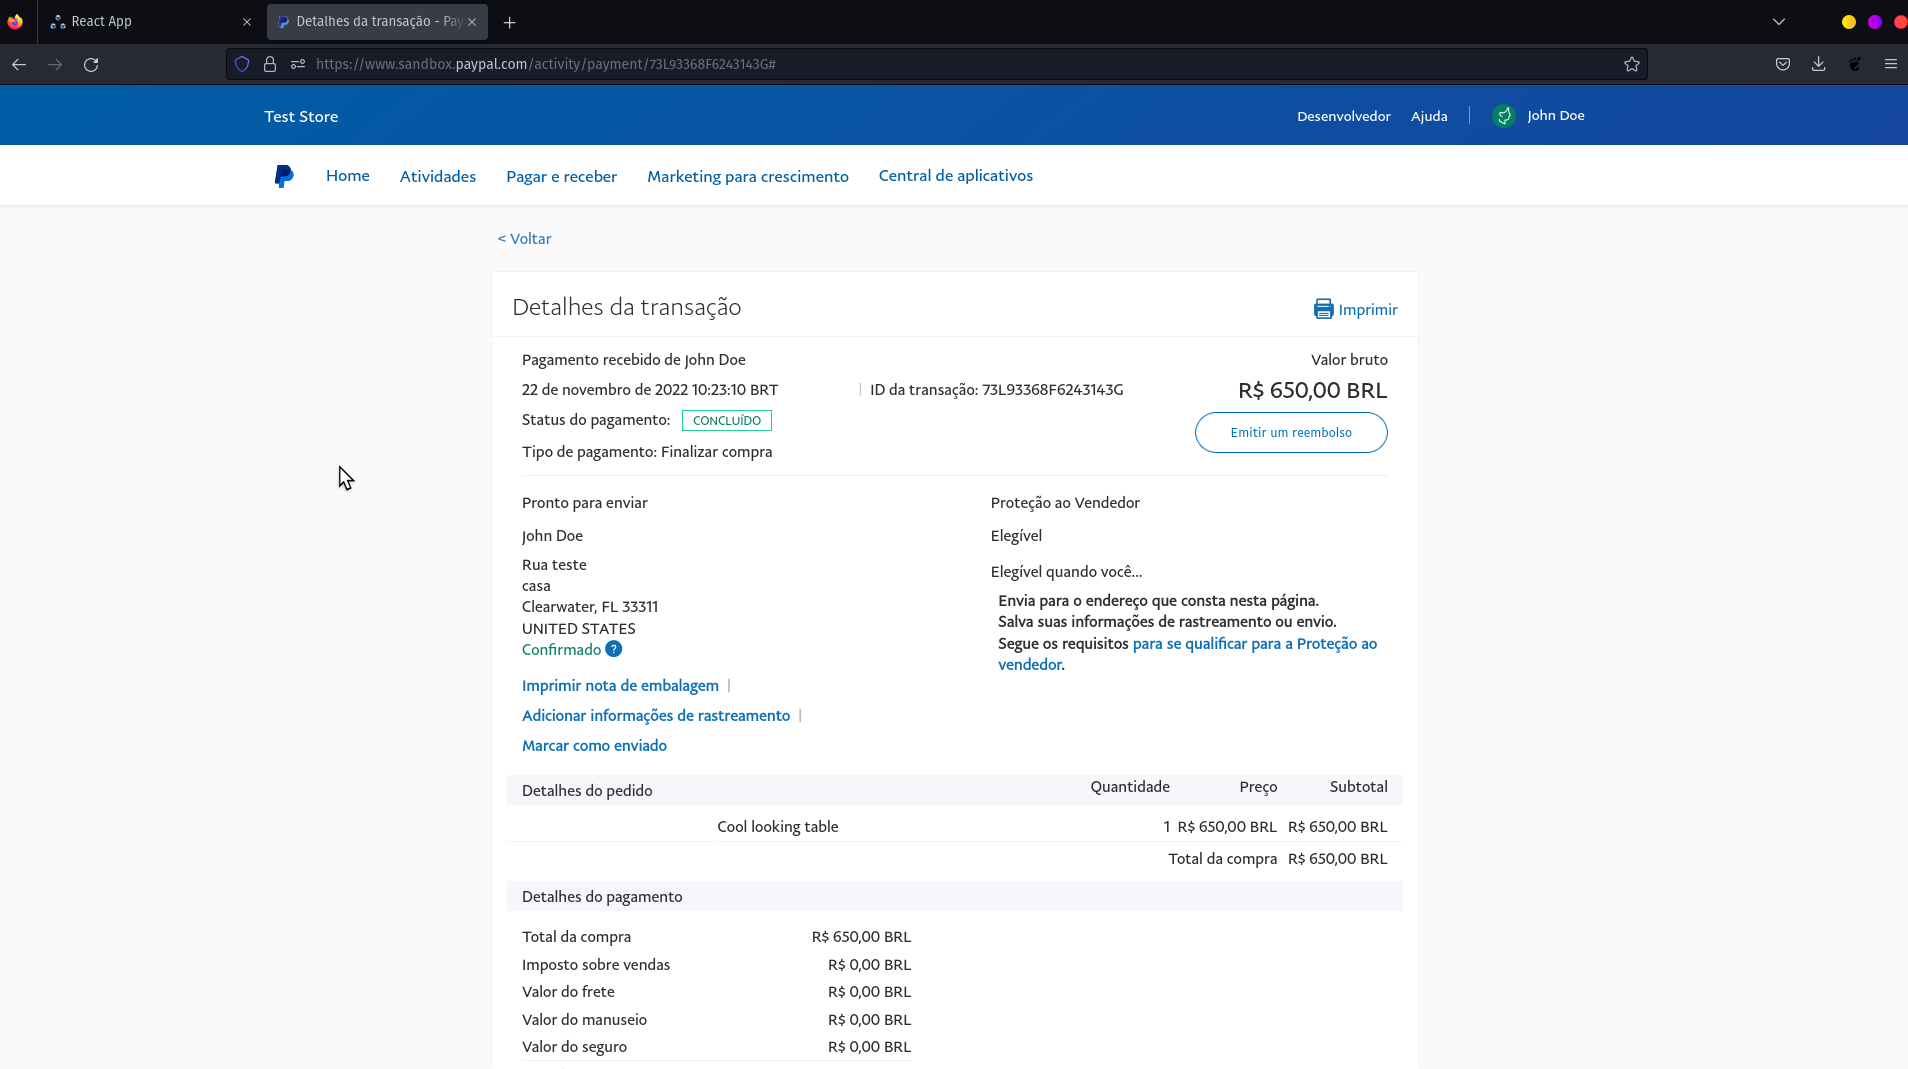 React App
Detalhes da transação - Pay
https://www.sandbox.paypal.com/activity/payment/73L93368F6243143G#
Test Store
Desenvolvedor
Ajuda
John Doe
Home
Atividades
Pagar e receber
Marketing para crescimento
Central de aplicativos
< Voltar
Detalhes da transação
Imprimir
Pagamento recebido de John Doe
Valor bruto
22 de novembro de 2022 10:23:10 BRT
| ID da transação: 73L93368F6243143G
R$ 650,00 BRL
Status do pagamento: CONCLUÍDO
Emitir um reembolso
Tipo de pagamento: Finalizar compra
Pronto para enviar
John Doe
Rua teste
casa
Clearwater, FL 33311
UNITED STATES
Confirmado ?
Imprimir nota de embalagem |
Adicionar informações de rastreamento |
Marcar como enviado
Proteção ao Vendedor
Elegível
Elegível quando você...
Envia para o endereço que consta nesta página.
Salva suas informações de rastreamento ou envio.
Segue os requisitos para se qualificar para a Proteção ao
vendedor.
Detalhes do pedido Quantidade Preço Subtotal
Cool looking table 1 R$ 650,00 BRL R$ 650,00 BRL
Total da compra R$ 650,00 BRL
Detalhes do pagamento
Total da compra R$ 650,00 BRL
Imposto sobre vendas R$ 0,00 BRL
Valor do frete R$ 0,00 BRL
Valor do manuseio R$ 0,00 BRL
Valor do seguro R$ 0,00 BRL